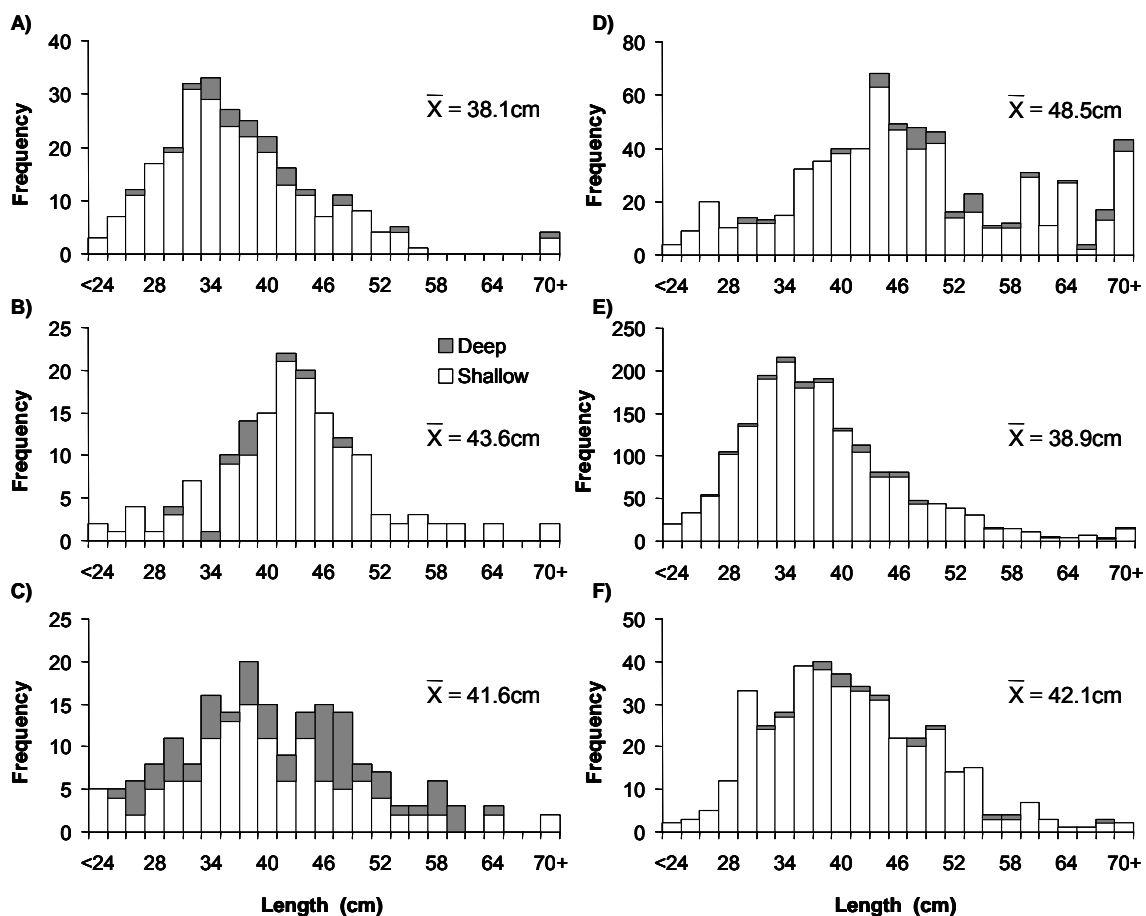 A)
40
30
20
10
0
Frequency
X̄ = 38.1cm
<24 28 34 40 46 52 58 64 70+
B)
25
20
15
10
5
0
Frequency
Deep
Shallow
X̄ = 43.6cm
<24 28 34 40 46 52 58 64 70+
C)
25
20
15
10
5
0
Frequency
X̄ = 41.6cm
<24 28 34 40 46 52 58 64 70+
Length (cm)
D)
80
60
40
20
0
Frequency
X̄ = 48.5cm
<24 28 34 40 46 52 58 64 70+
E)
250
200
150
100
50
0
Frequency
X̄ = 38.9cm
<24 28 34 40 46 52 58 64 70+
F)
50
40
30
20
10
0
Frequency
X̄ = 42.1cm
<24 28 34 40 46 52 58 64 70+
Length (cm)